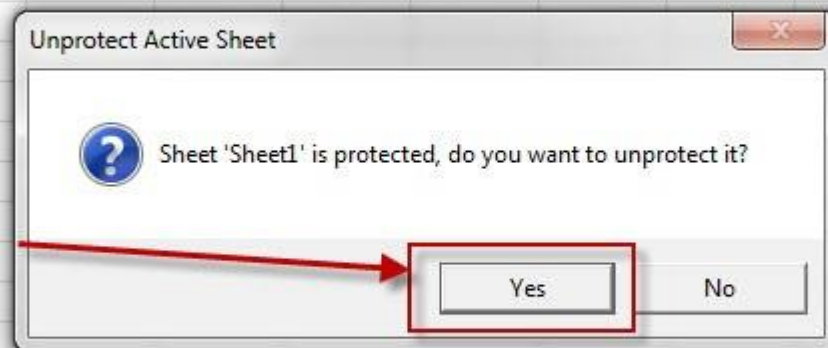 Unprotect Active Sheet
Sheet 'Sheet1' is protected, do you want to unprotect it?
Yes No